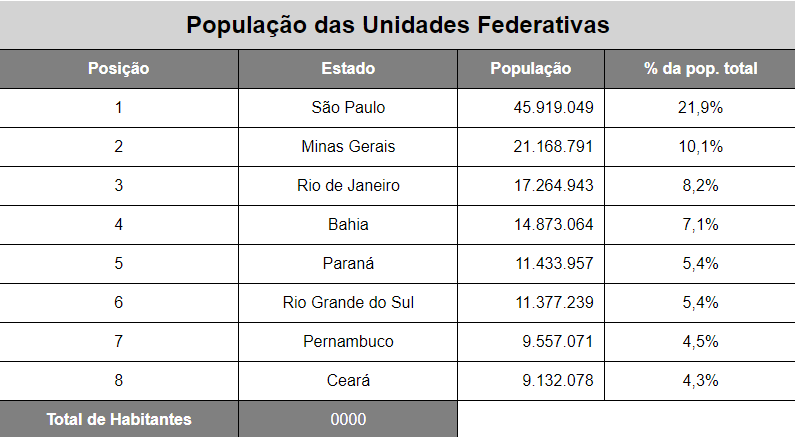 População das Unidades Federativas
Posição Estado População % da pop. total
1 São Paulo 45.919.049 21,9%
2 Minas Gerais 21.168.791 10,1%
3 Rio de Janeiro 17.264.943 8,2%
4 Bahia 14.873.064 7,1%
5 Paraná 11.433.957 5,4%
6 Rio Grande do Sul 11.377.239 5,4%
7 Pernambuco 9.557.071 4,5%
8 Ceará 9.132.078 4,3%
Total de Habitantes 0000